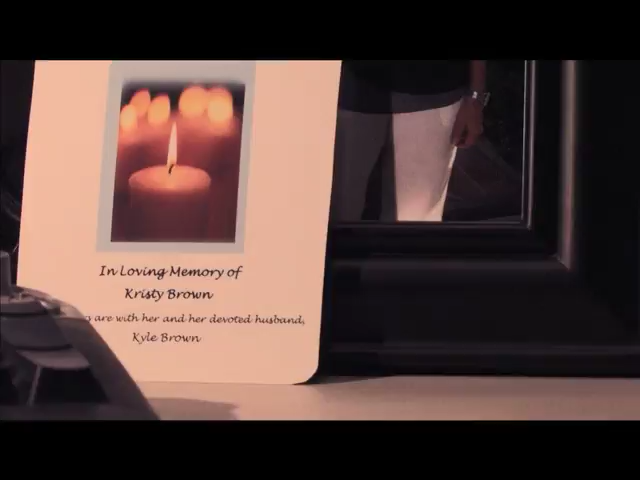 In Loving Memory of
Kristy Brown
are with her and her devoted husband,
Kyle Brown